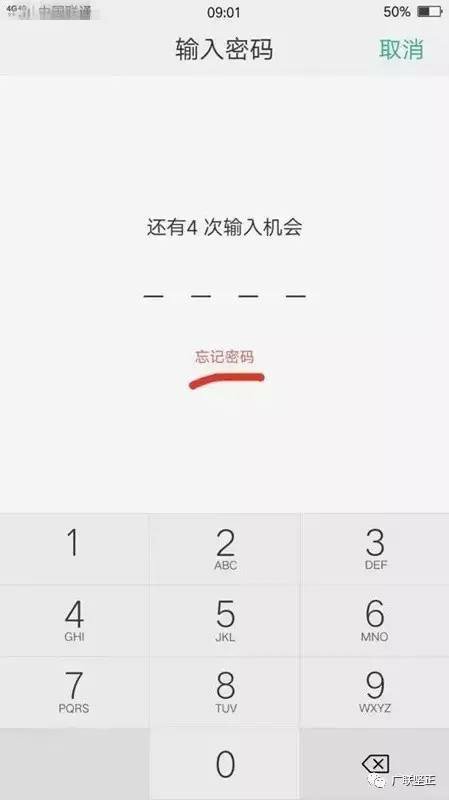 4G 中国联通 09:01 50%
输入密码 取消
还有4 次输入机会
忘记密码
1 2 3
ABC DEF
4 5 6
GHI JKL MNO
7 8 9
PQRS TUV WXYZ
0
广联坚正